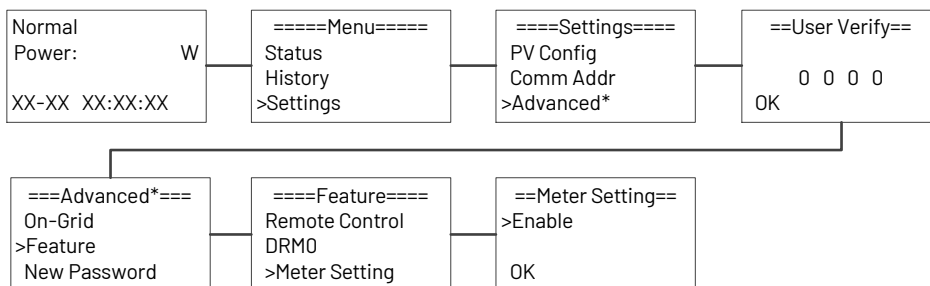 Normal
Power: W
XX-XX XX:XX:XX
=====Menu=====
Status
History
>Settings
====Settings====
PV Config
Comm Addr
>Advanced*
==User Verify==
0 0 0 0
OK
===Advanced*===
On-Grid
>Feature
New Password
====Feature====
Remote Control
DRM0
>Meter Setting
==Meter Setting==
>Enable
OK